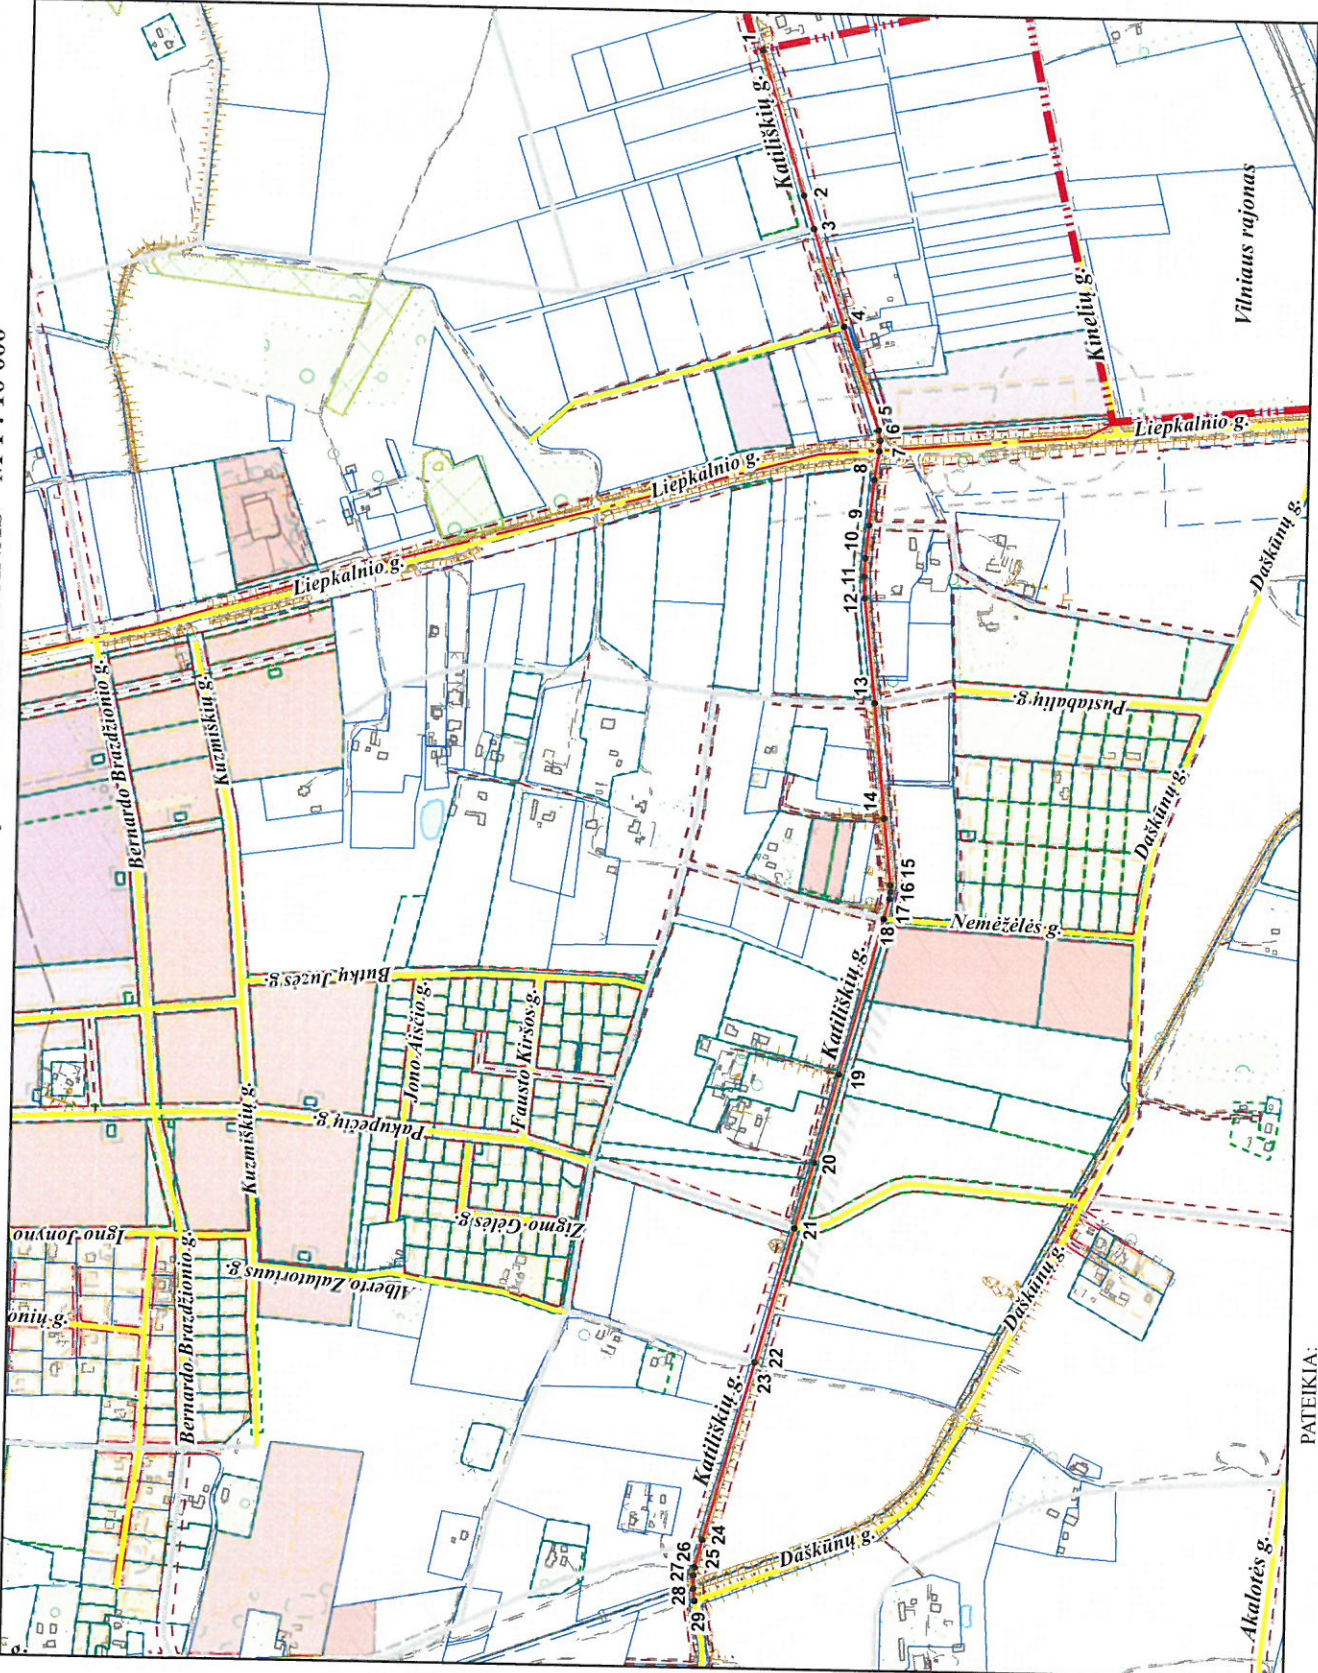 Katiliškių g.
Katiliškių g.
Katiliškių g.
Liepkalnio g.
Liepkalnio g.
Liepkalnio g.
Kinelių g.
Vilniaus rajonas
Bernardo Brazdžionio g.
Bernardo Brazdžionio g.
Kuzmiškių g.
Kuzmiškių g.
Butkų Juzės g.
Jono Aisčio g.
Fausto Kiršos g.
Pakupečių g.
Zigmo Gėlės g.
Alberto Zalatoriaus g.
Igno Jonyno
Pustabalių g.
Nemėželės g.
Daškūnų g.
Daškūnų g.
Daškūnų g.
Daškūnų g.
Akalotės g.
1
2
3
4
5
6
7
8
9
10
11
12
13
14
15
16
17
18
19
20
21
22
23
24
25
26
27
28
29
PATEIKIA: